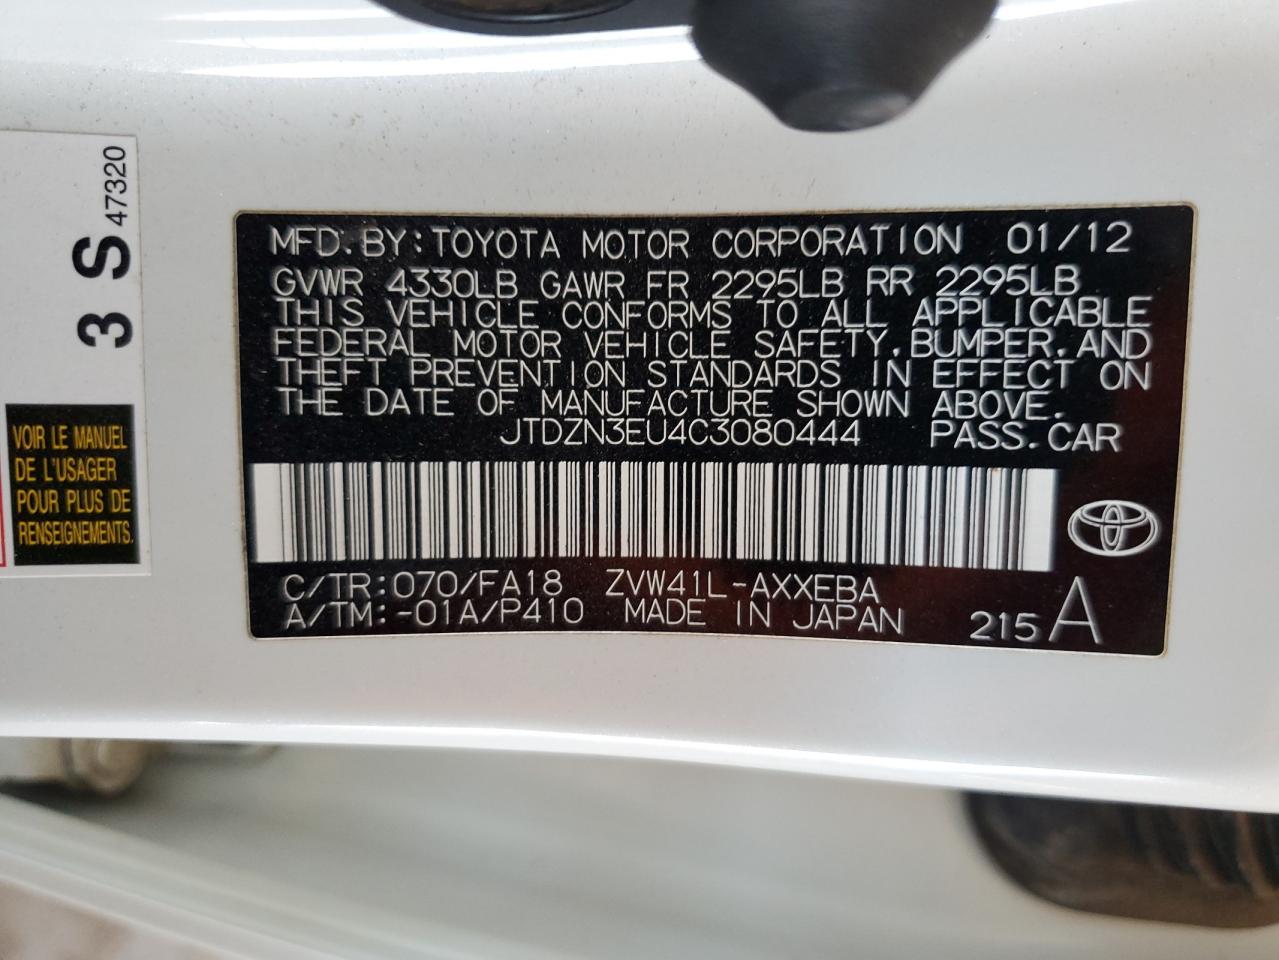 3 S 47320
VOIR LE MANUEL
DE L'USAGER
POUR PLUS DE
RENSEIGNEMENTS.
MFD. BY: TOYOTA MOTOR CORPORATION 01/12
GVWR 4330LB GAWR FR 2295LB RR 2295LB
THIS VEHICLE CONFORMS TO ALL APPLICABLE
FEDERAL MOTOR VEHICLE SAFETY, BUMPER, AND
THEFT PREVENTION STANDARDS IN EFFECT ON
THE DATE OF MANUFACTURE SHOWN ABOVE.
JTDZN3EU4C3080444 PASS. CAR
C/TR: 070/FA18 ZVW41L-AXXEBA
A/TM: -01A/P410 MADE IN JAPAN 215 A